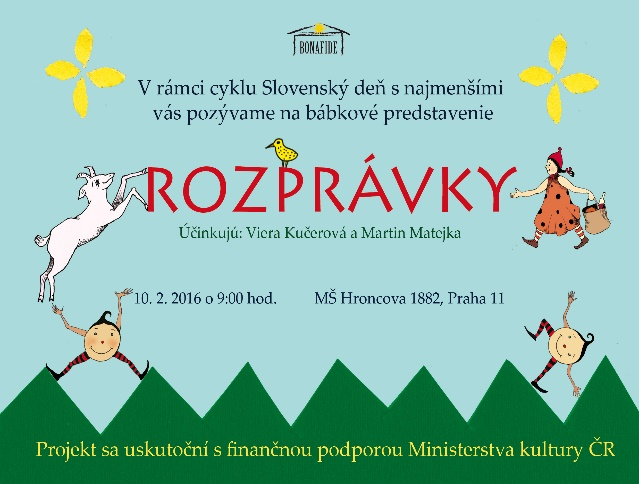 BONAFIDE
V rámci cyklu Slovenský deň s najmenšími
vás pozývame na bábkové predstavenie
ROZPRÁVKY
Účinkujú: Viera Kučerová a Martin Matejka
10. 2. 2016 o 9:00 hod. MŠ Hroncova 1882, Praha 11
Projekt sa uskutoční s finančnou podporou Ministerstva kultury ČR